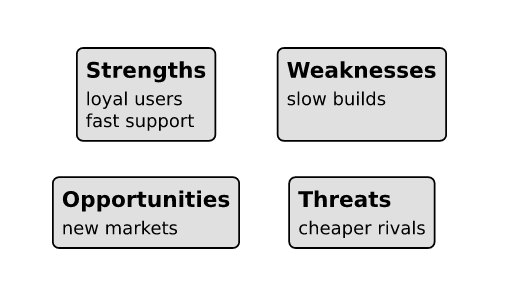 Strengths
loyal users
fast support
Weaknesses
slow builds
Opportunities
new markets
Threats
cheaper rivals